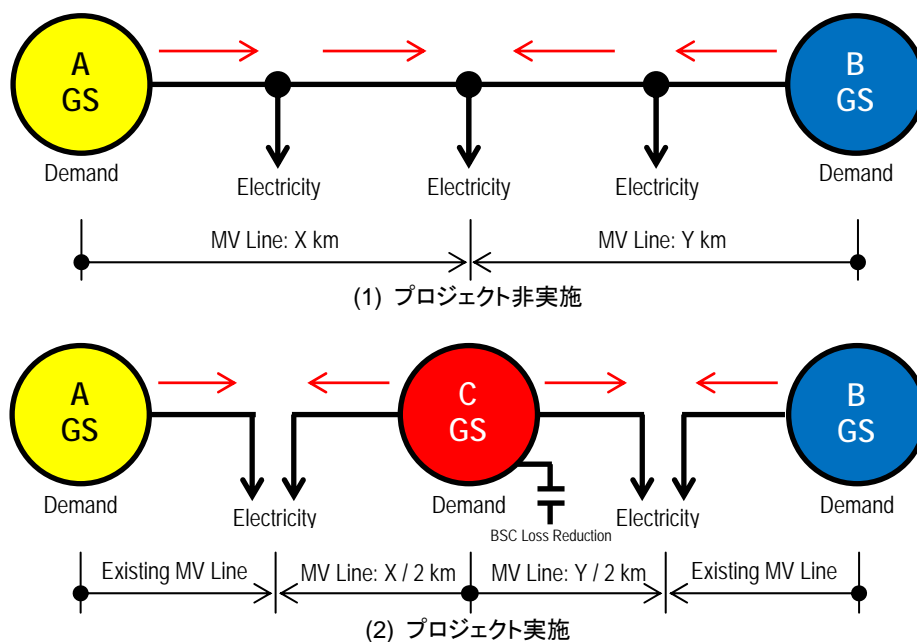 A
GS
B
GS
Demand
Electricity
Electricity
Electricity
Demand
MV Line: X km
MV Line: Y km
(1) プロジェクト非実施
A
GS
C
GS
B
GS
Demand
Electricity
Demand
Electricity
Demand
BSC Loss Reduction
Existing MV Line
MV Line: X / 2 km
MV Line: Y / 2 km
Existing MV Line
(2) プロジェクト実施